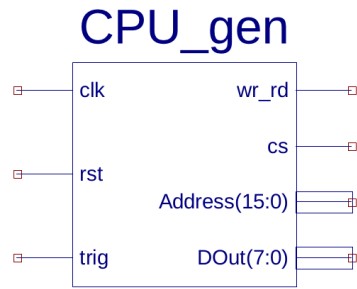 CPU_gen
clk
wr_rd
cs
rst
Address(15:0)
trig
DOut(7:0)